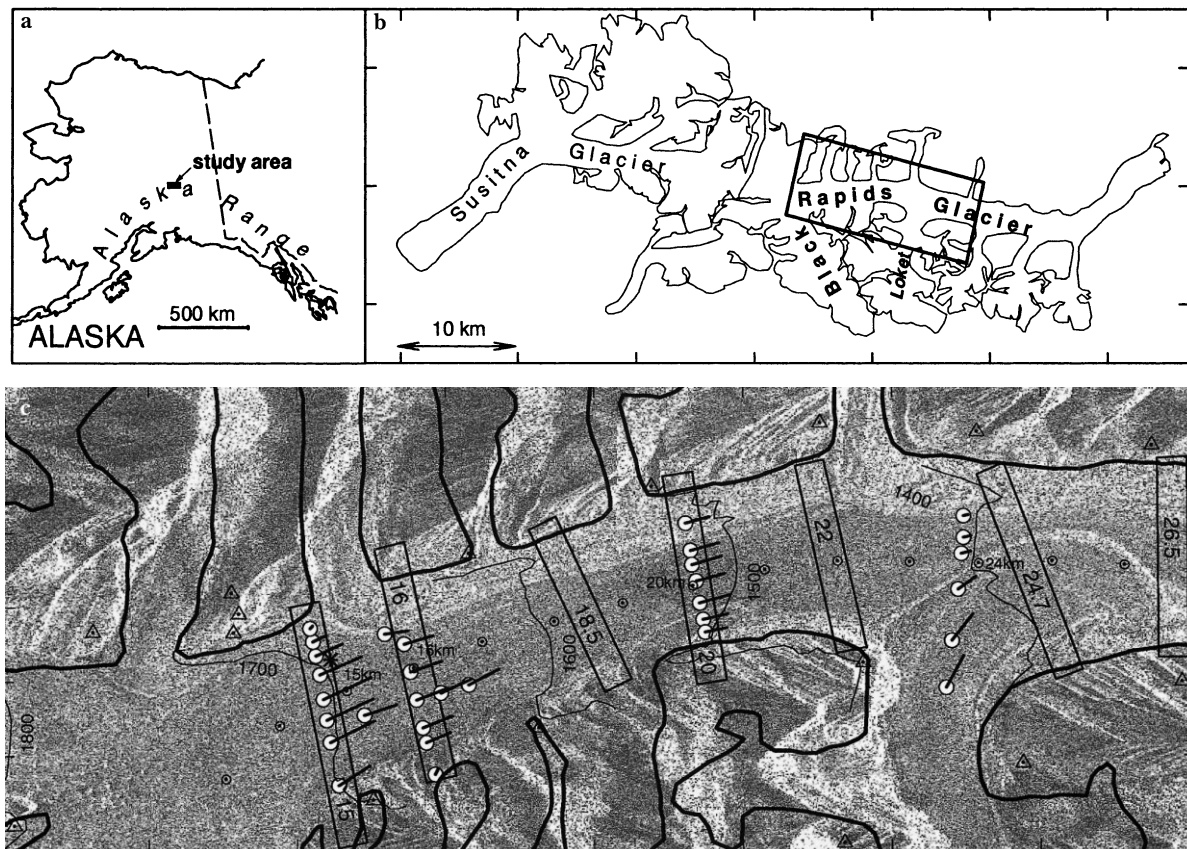 a
study area
Alaska
Range
500 km
ALASKA
b
Susitna
Glacier
Rapids
Glacier
Black
Loket
10 km
c
1400
22
26.5
16
20km
1500
24km
24.7
18.5
1700
15km
16km
1600
20
1800
15